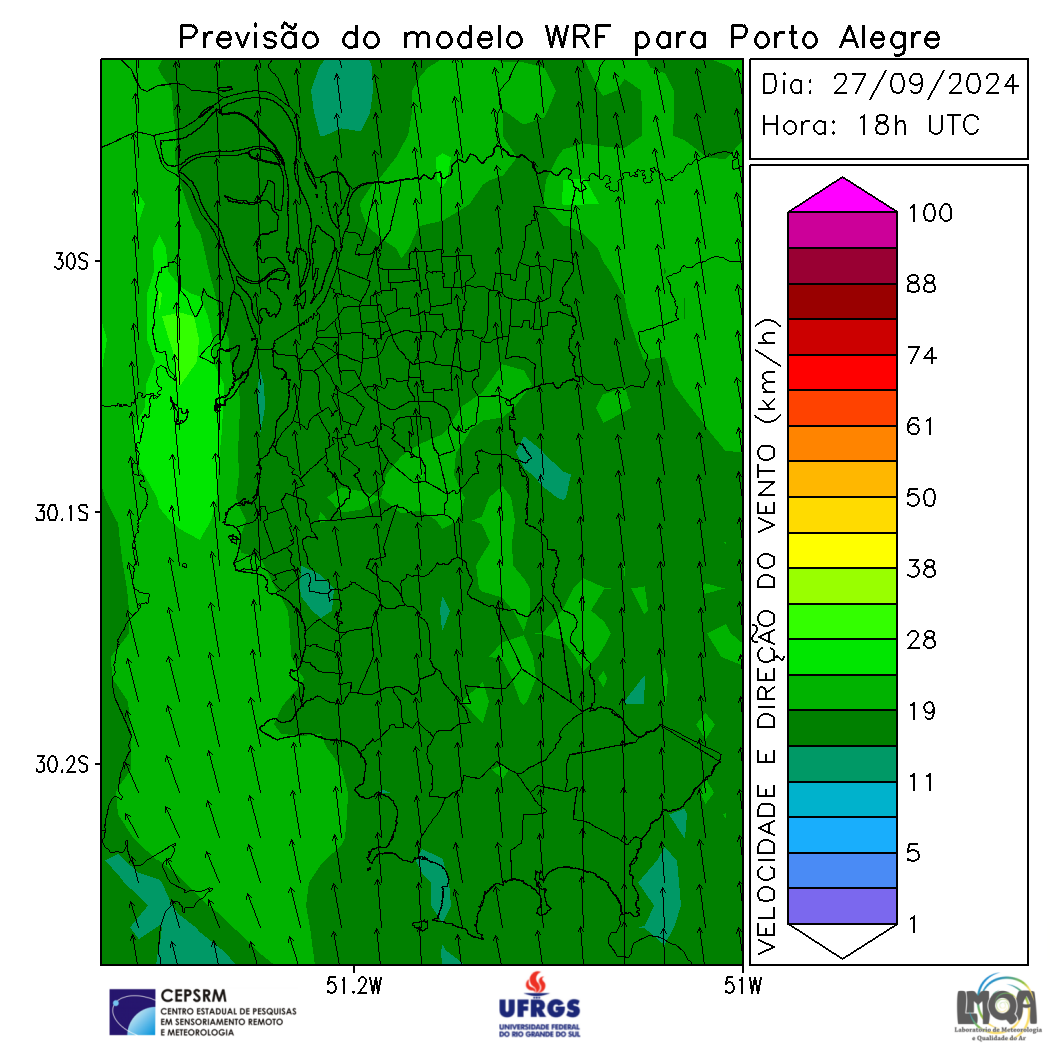 Previsão do modelo WRF para Porto Alegre
Dia: 27/09/2024
Hora: 18h UTC
30S
30.1S
30.2S
51.2W
51W
VELOCIDADE E DIREÇÃO DO VENTO (km/h)
100
88
74
61
50
38
28
19
11
5
1
CEPSRM
CENTRO ESTADUAL DE PESQUISAS
EM SENSORIAMENTO REMOTO
E METEOROLOGIA
UFRGS
UNIVERSIDADE FEDERAL
DO RIO GRANDE DO SUL
LMQA
Laboratório de Meteorologia
e Qualidade do Ar